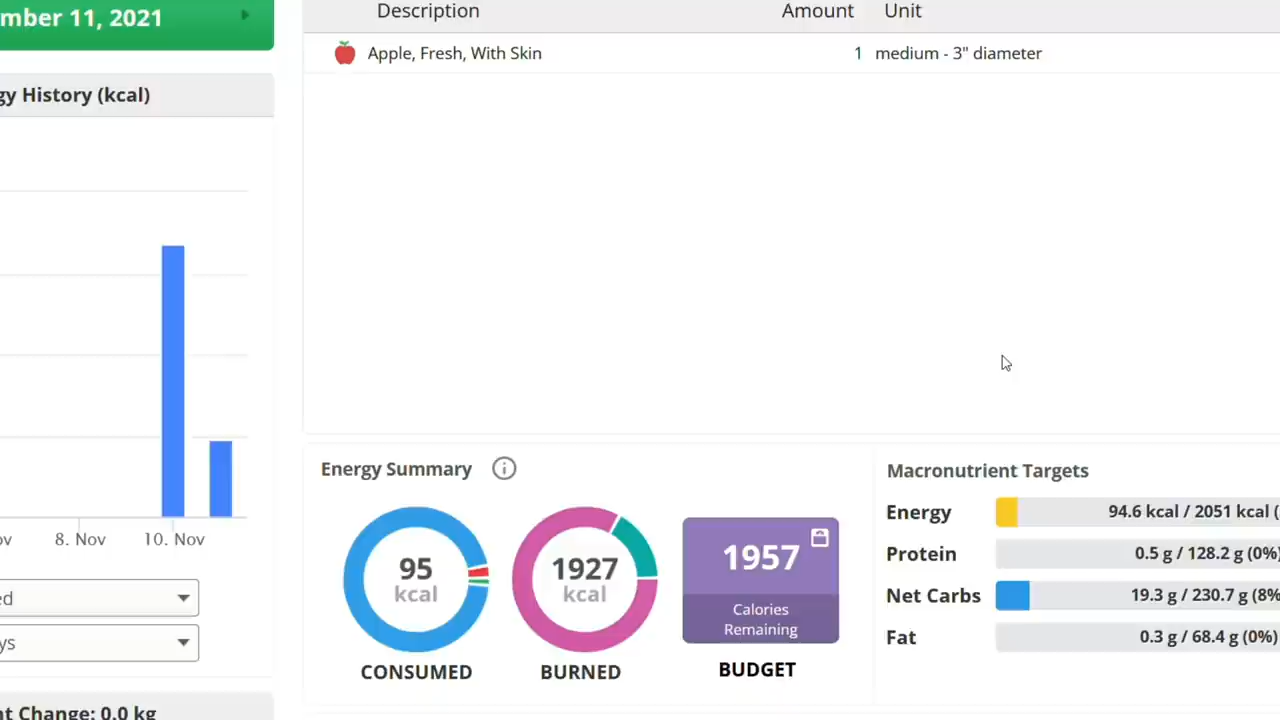 mber 11, 2021
gy History (kcal)
8. Nov
10. Nov
Description Amount Unit
Apple, Fresh, With Skin 1 medium - 3" diameter
Energy Summary
95
kcal
CONSUMED
1927
kcal
BURNED
1957
Calories
Remaining
BUDGET
Macronutrient Targets
Energy 94.6 kcal / 2051 kcal (
Protein 0.5 g / 128.2 g (0%)
Net Carbs 19.3 g / 230.7 g (8%
Fat 0.3 g / 68.4 g (0%)
nt Change: 0.0 kg